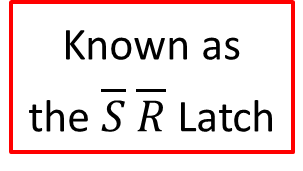 Known as
the S̅ R̅ Latch